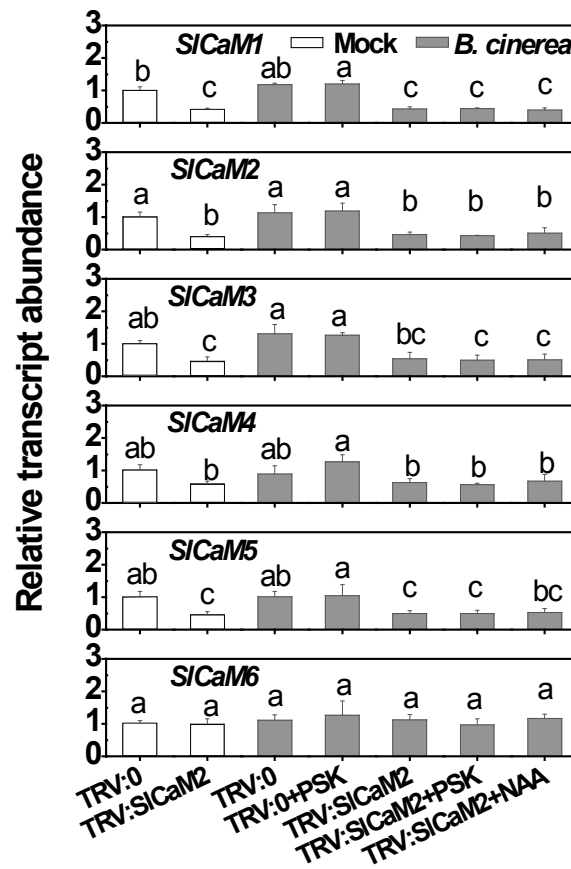 Relative transcript abundance
SlCaM1 Mock B. cinerea
3
2
1
0
b c ab a c c c
SlCaM2
3
2
1
0
a b a a b b b
SlCaM3
3
2
1
0
ab c a a bc c c
SlCaM4
3
2
1
0
ab b ab a b b b
SlCaM5
3
2
1
0
ab c ab a c c bc
SlCaM6
3
2
1
0
a a a a a a a
TRV:0
TRV:SlCaM2
TRV:0
TRV:0+PSK
TRV:SlCaM2
TRV:SlCaM2+PSK
TRV:SlCaM2+NAA